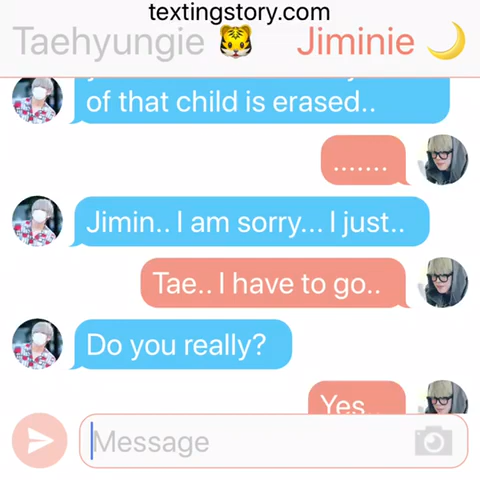 textingstory.com
Taehyungie 🐯 Jiminie 🌙
of that child is erased..
.......
Jimin.. I am sorry... I just..
Tae.. I have to go..
Do you really?
Yes
Message